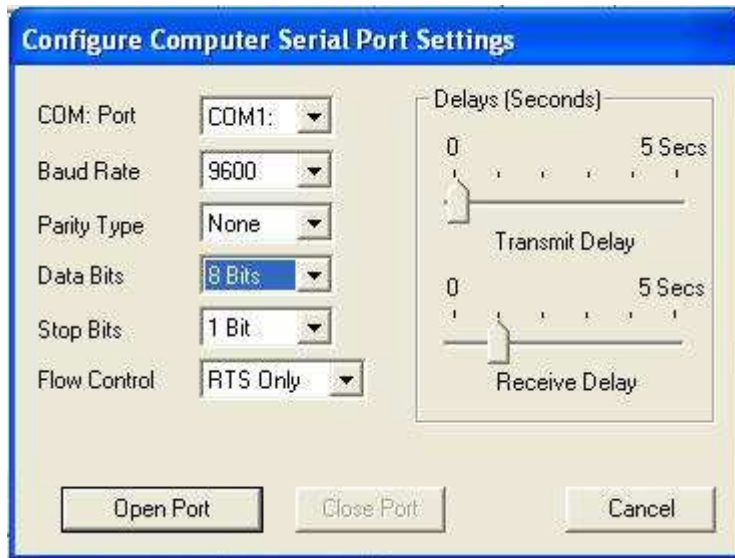 Configure Computer Serial Port Settings
COM: Port COM1:
Baud Rate 9600
Parity Type None
Data Bits 8 Bits
Stop Bits 1 Bit
Flow Control RTS Only
Delays (Seconds)
0 5 Secs
Transmit Delay
0 5 Secs
Receive Delay
Open Port Close Port Cancel